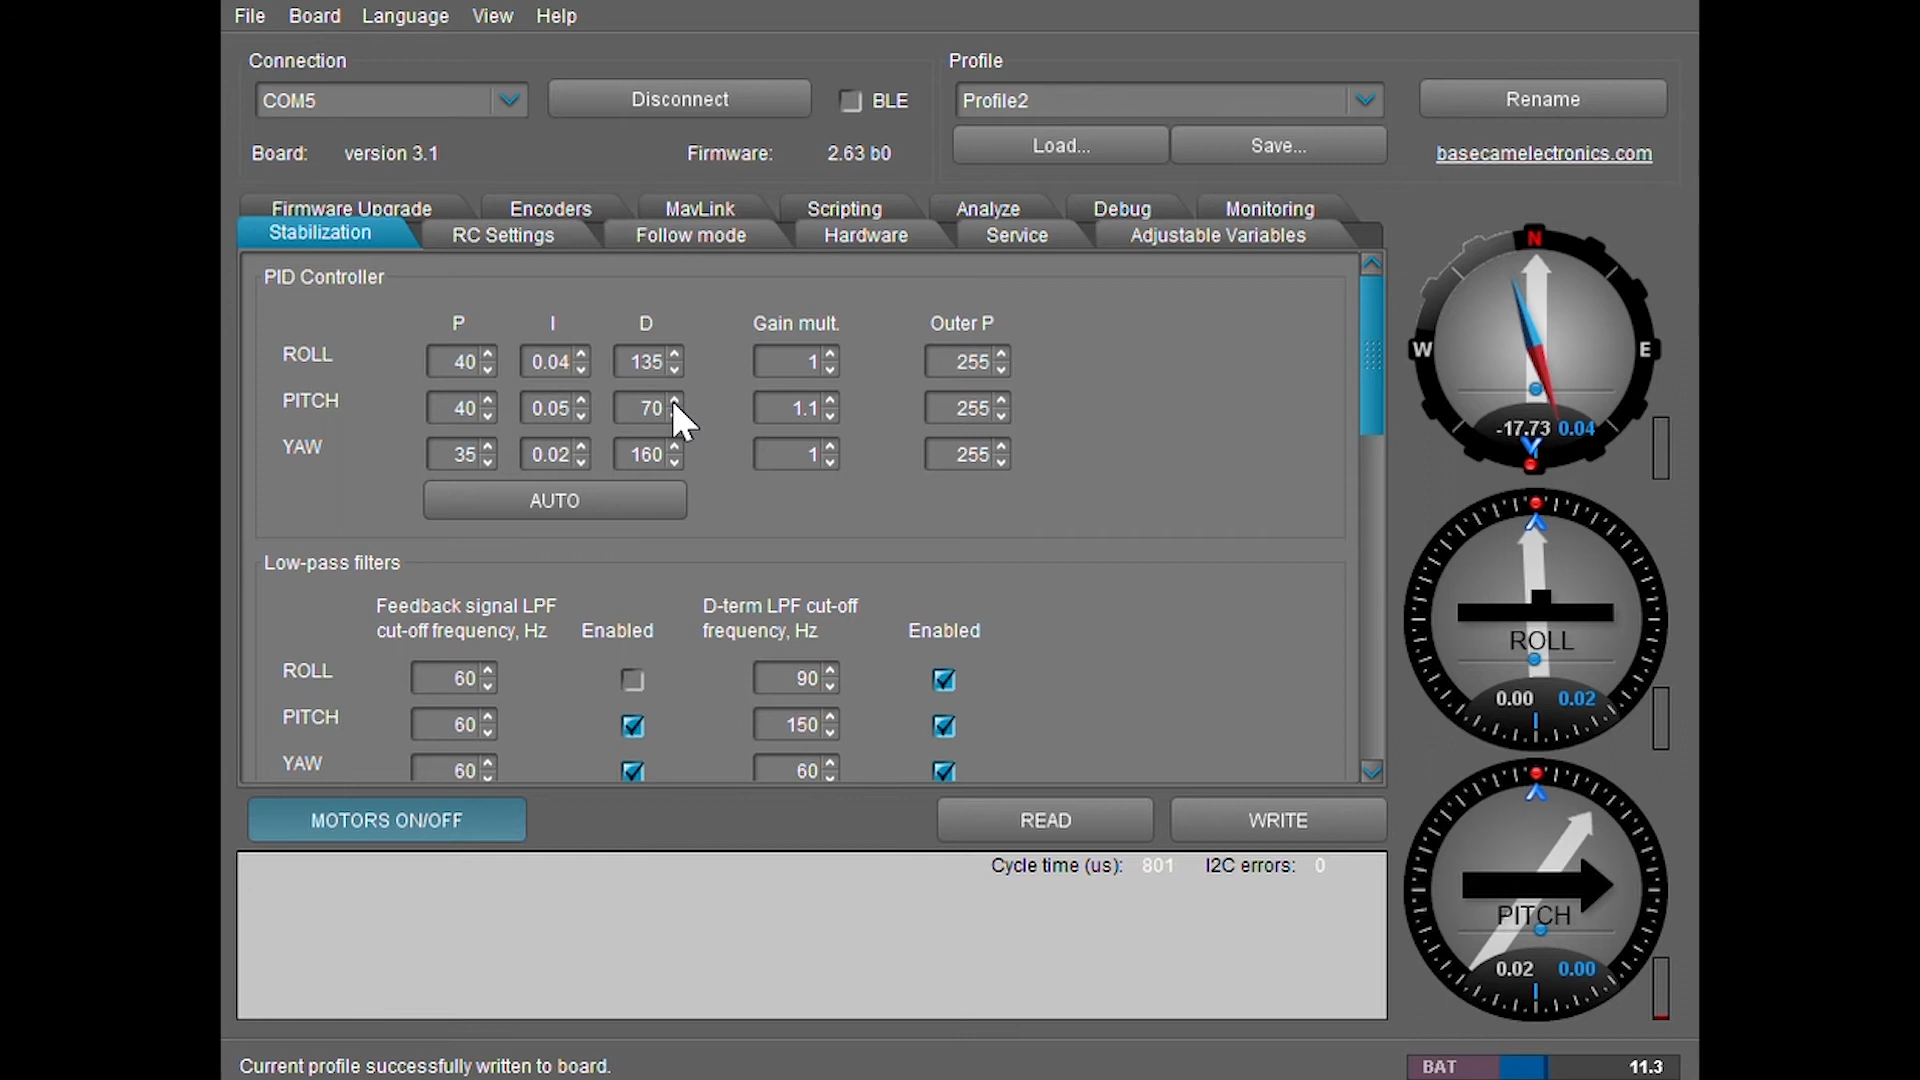 File Board Language View Help
Connection
Profile
COM5 Disconnect BLE
Profile2 Rename
Load... Save...
Board: version 3.1 Firmware: 2.63 b0
basecamelectronics.com
Firmware Upgrade Encoders MavLink Scripting Analyze Debug Monitoring
Stabilization RC Settings Follow mode Hardware Service Adjustable Variables
PID Controller
P I D Gain mult. Outer P
ROLL 40 0.04 135 1 255
PITCH 40 0.05 70 1.1 255
YAW 35 0.02 160 1 255
AUTO
Low-pass filters
Feedback signal LPF
cut-off frequency, Hz Enabled
D-term LPF cut-off
frequency, Hz Enabled
ROLL 60 90
PITCH 60 150
YAW 60 60
MOTORS ON/OFF READ WRITE
Cycle time (us): 801 I2C errors: 0
N
W E
-17.73 0.04
ROLL
0.00 0.02
PITCH
0.02 0.00
Current profile successfully written to board.
BAT 11.3